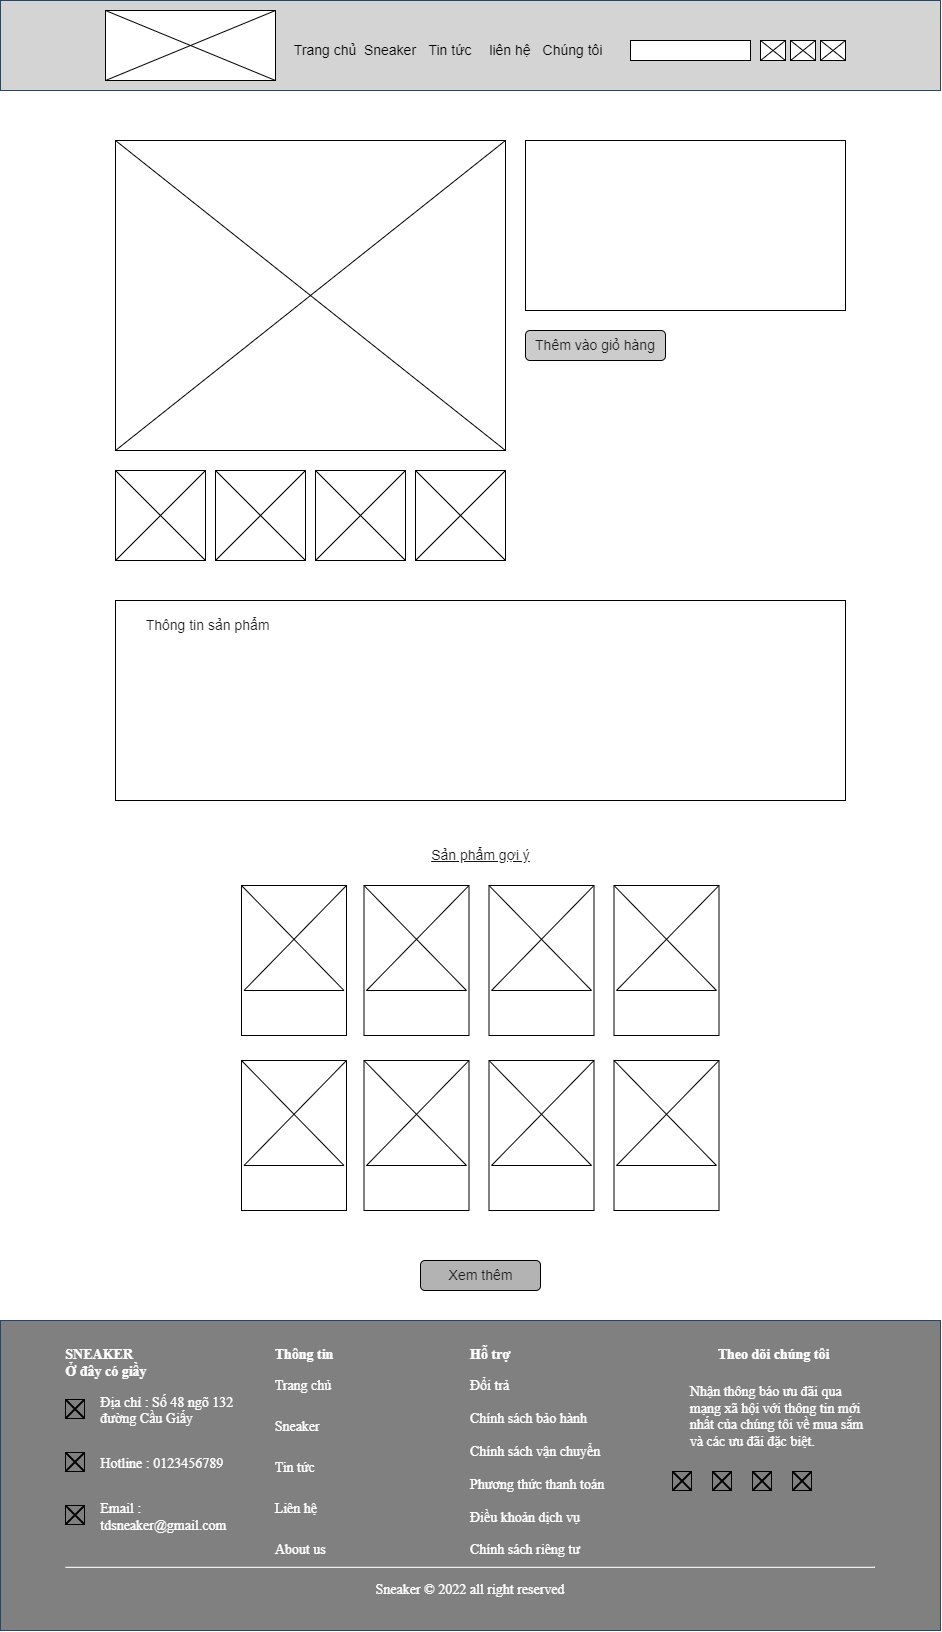 Trang chủ Sneaker Tin tức liên hệ Chúng tôi
Thêm vào giỏ hàng
Thông tin sản phẩm
Sản phẩm gợi ý
Xem thêm
SNEAKER
Ở đây có giầy
Địa chỉ : Số 48 ngõ 132
đường Cầu Giấy
Hotline : 0123456789
Email :
tdsneaker@gmail.com
Thông tin
Trang chủ
Sneaker
Tin tức
Liên hệ
About us
Hỗ trợ
Đổi trả
Chính sách bảo hành
Chính sách vận chuyển
Phương thức thanh toán
Điều khoản dịch vụ
Chính sách riêng tư
Theo dõi chúng tôi
Nhận thông báo ưu đãi qua
mạng xã hội với thông tin mới
nhất của chúng tôi về mua sắm
và các ưu đãi đặc biệt.
Sneaker © 2022 all right reserved